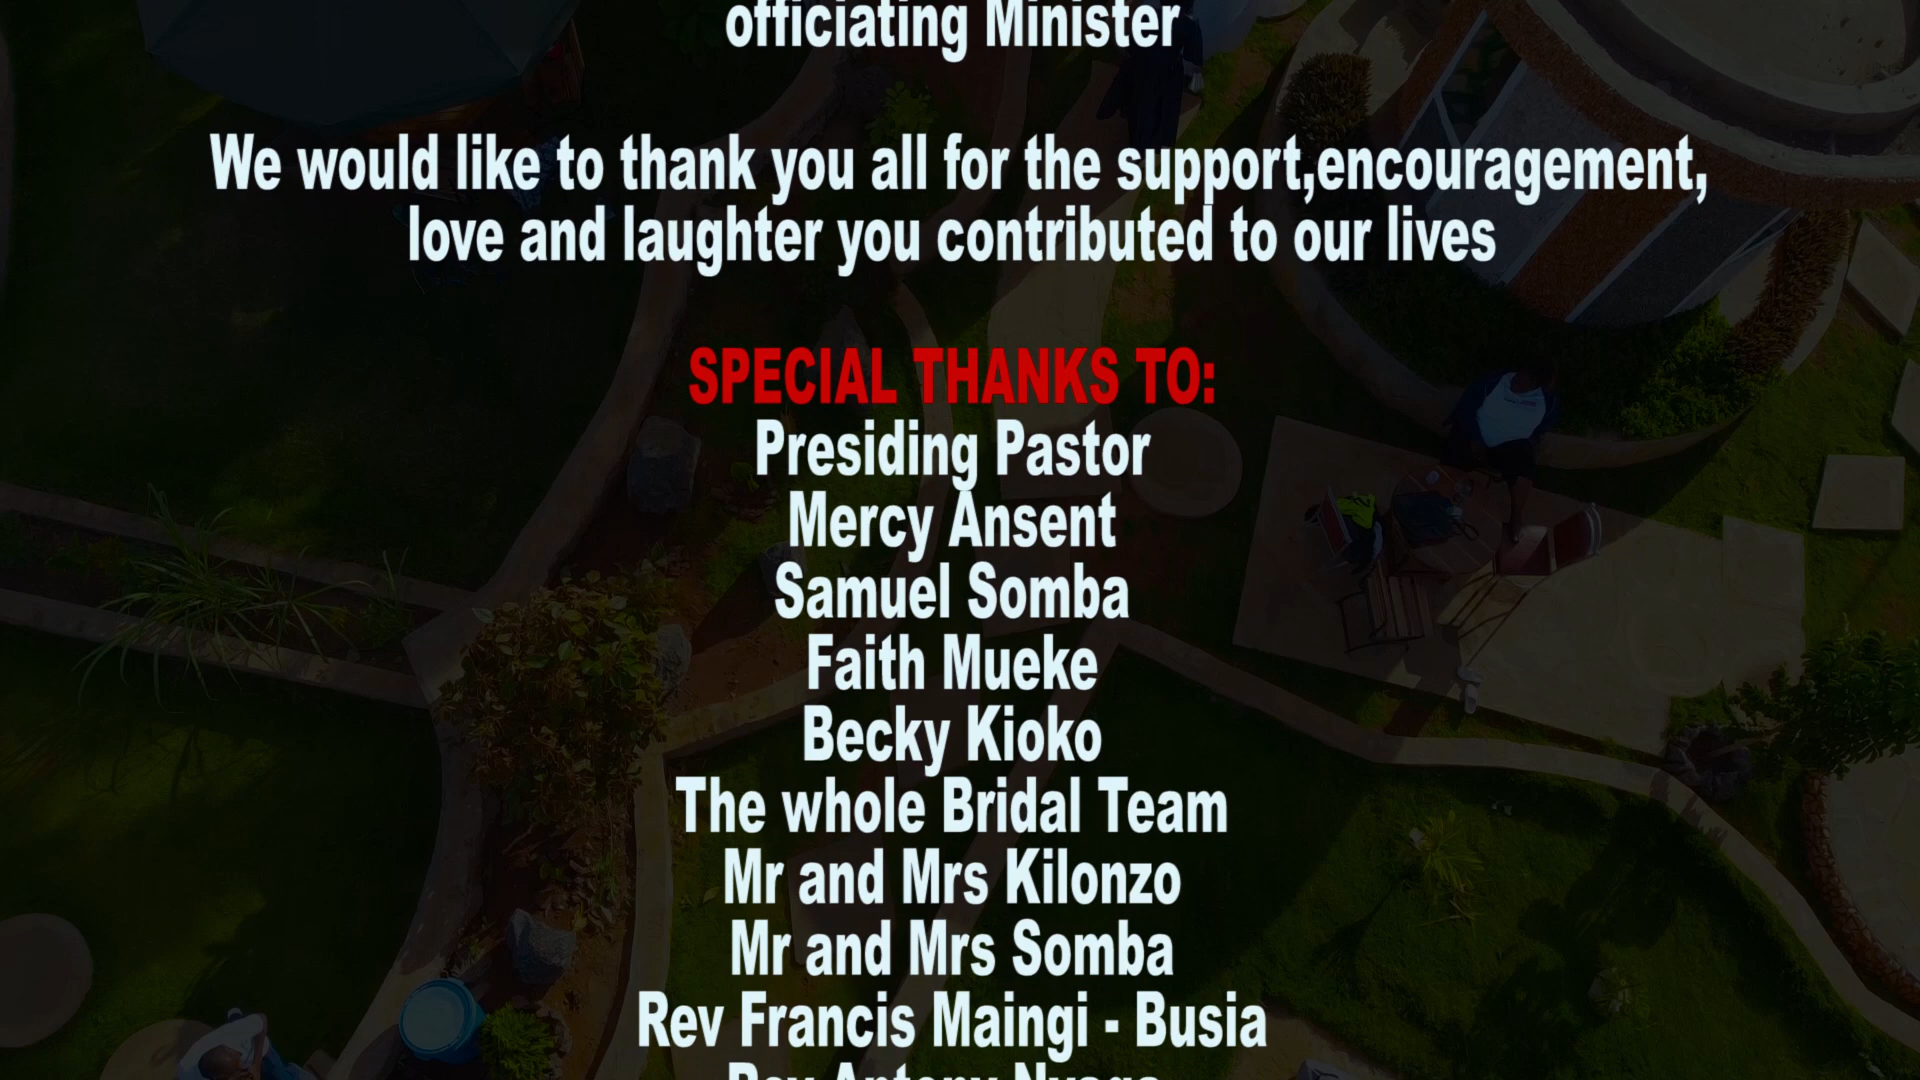 officiating Minister
We would like to thank you all for the support,encouragement,
love and laughter you contributed to our lives
SPECIAL THANKS TO:
Presiding Pastor
Mercy Ansent
Samuel Somba
Faith Mueke
Becky Kioko
The whole Bridal Team
Mr and Mrs Kilonzo
Mr and Mrs Somba
Rev Francis Maingi - Busia
Rev Antony